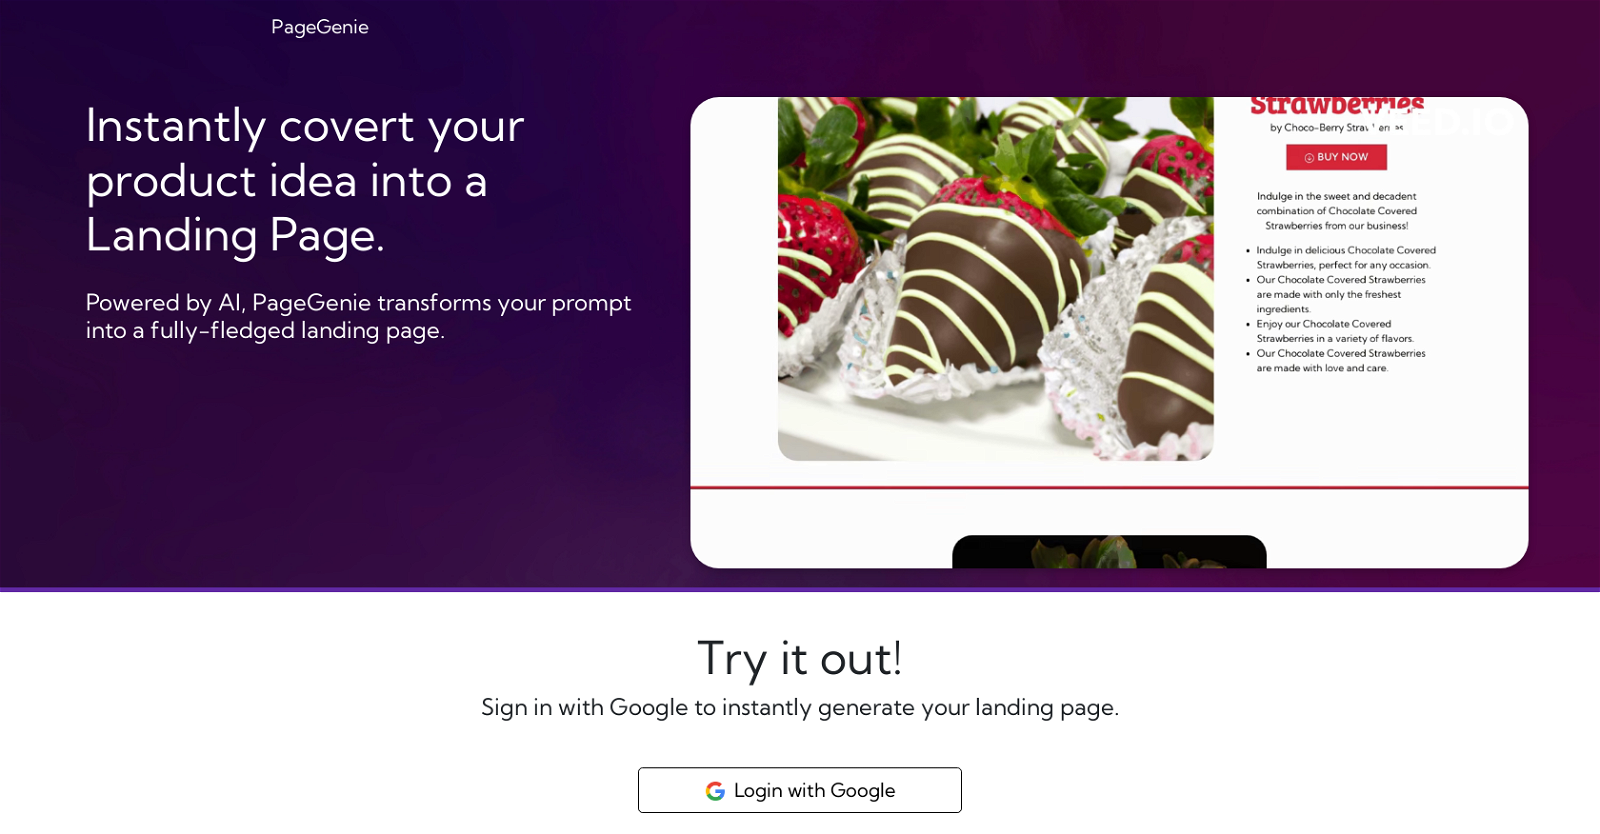 PageGenie
Instantly covert your
product idea into a
Landing Page.
Powered by AI, PageGenie transforms your prompt
into a fully-fledged landing page.
Strawberries
by Choco-Berry Strawberries
BUY NOW
Indulge in the sweet and decadent
combination of Chocolate Covered
Strawberries from our business!
• Indulge in delicious Chocolate Covered
Strawberries, perfect for any occasion.
• Our Chocolate Covered Strawberries
are made with only the freshest
ingredients.
• Enjoy our Chocolate Covered
Strawberries in a variety of flavors.
• Our Chocolate Covered Strawberries
are made with love and care.
Try it out!
Sign in with Google to instantly generate your landing page.
Login with Google